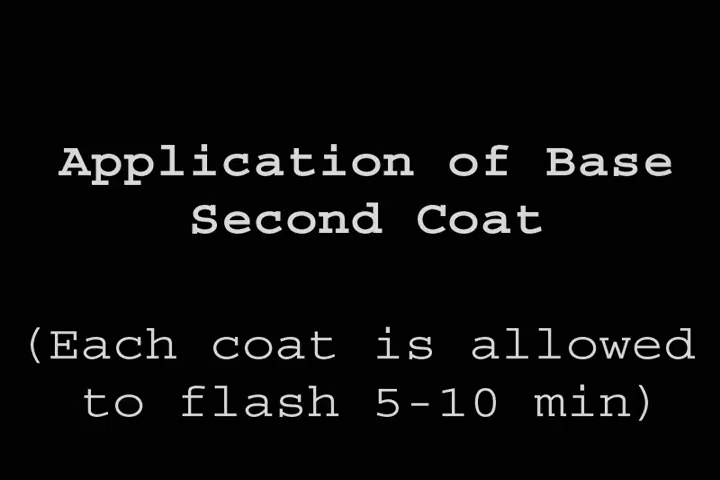 Application of Base
Second Coat
(Each coat is allowed
to flash 5-10 min)